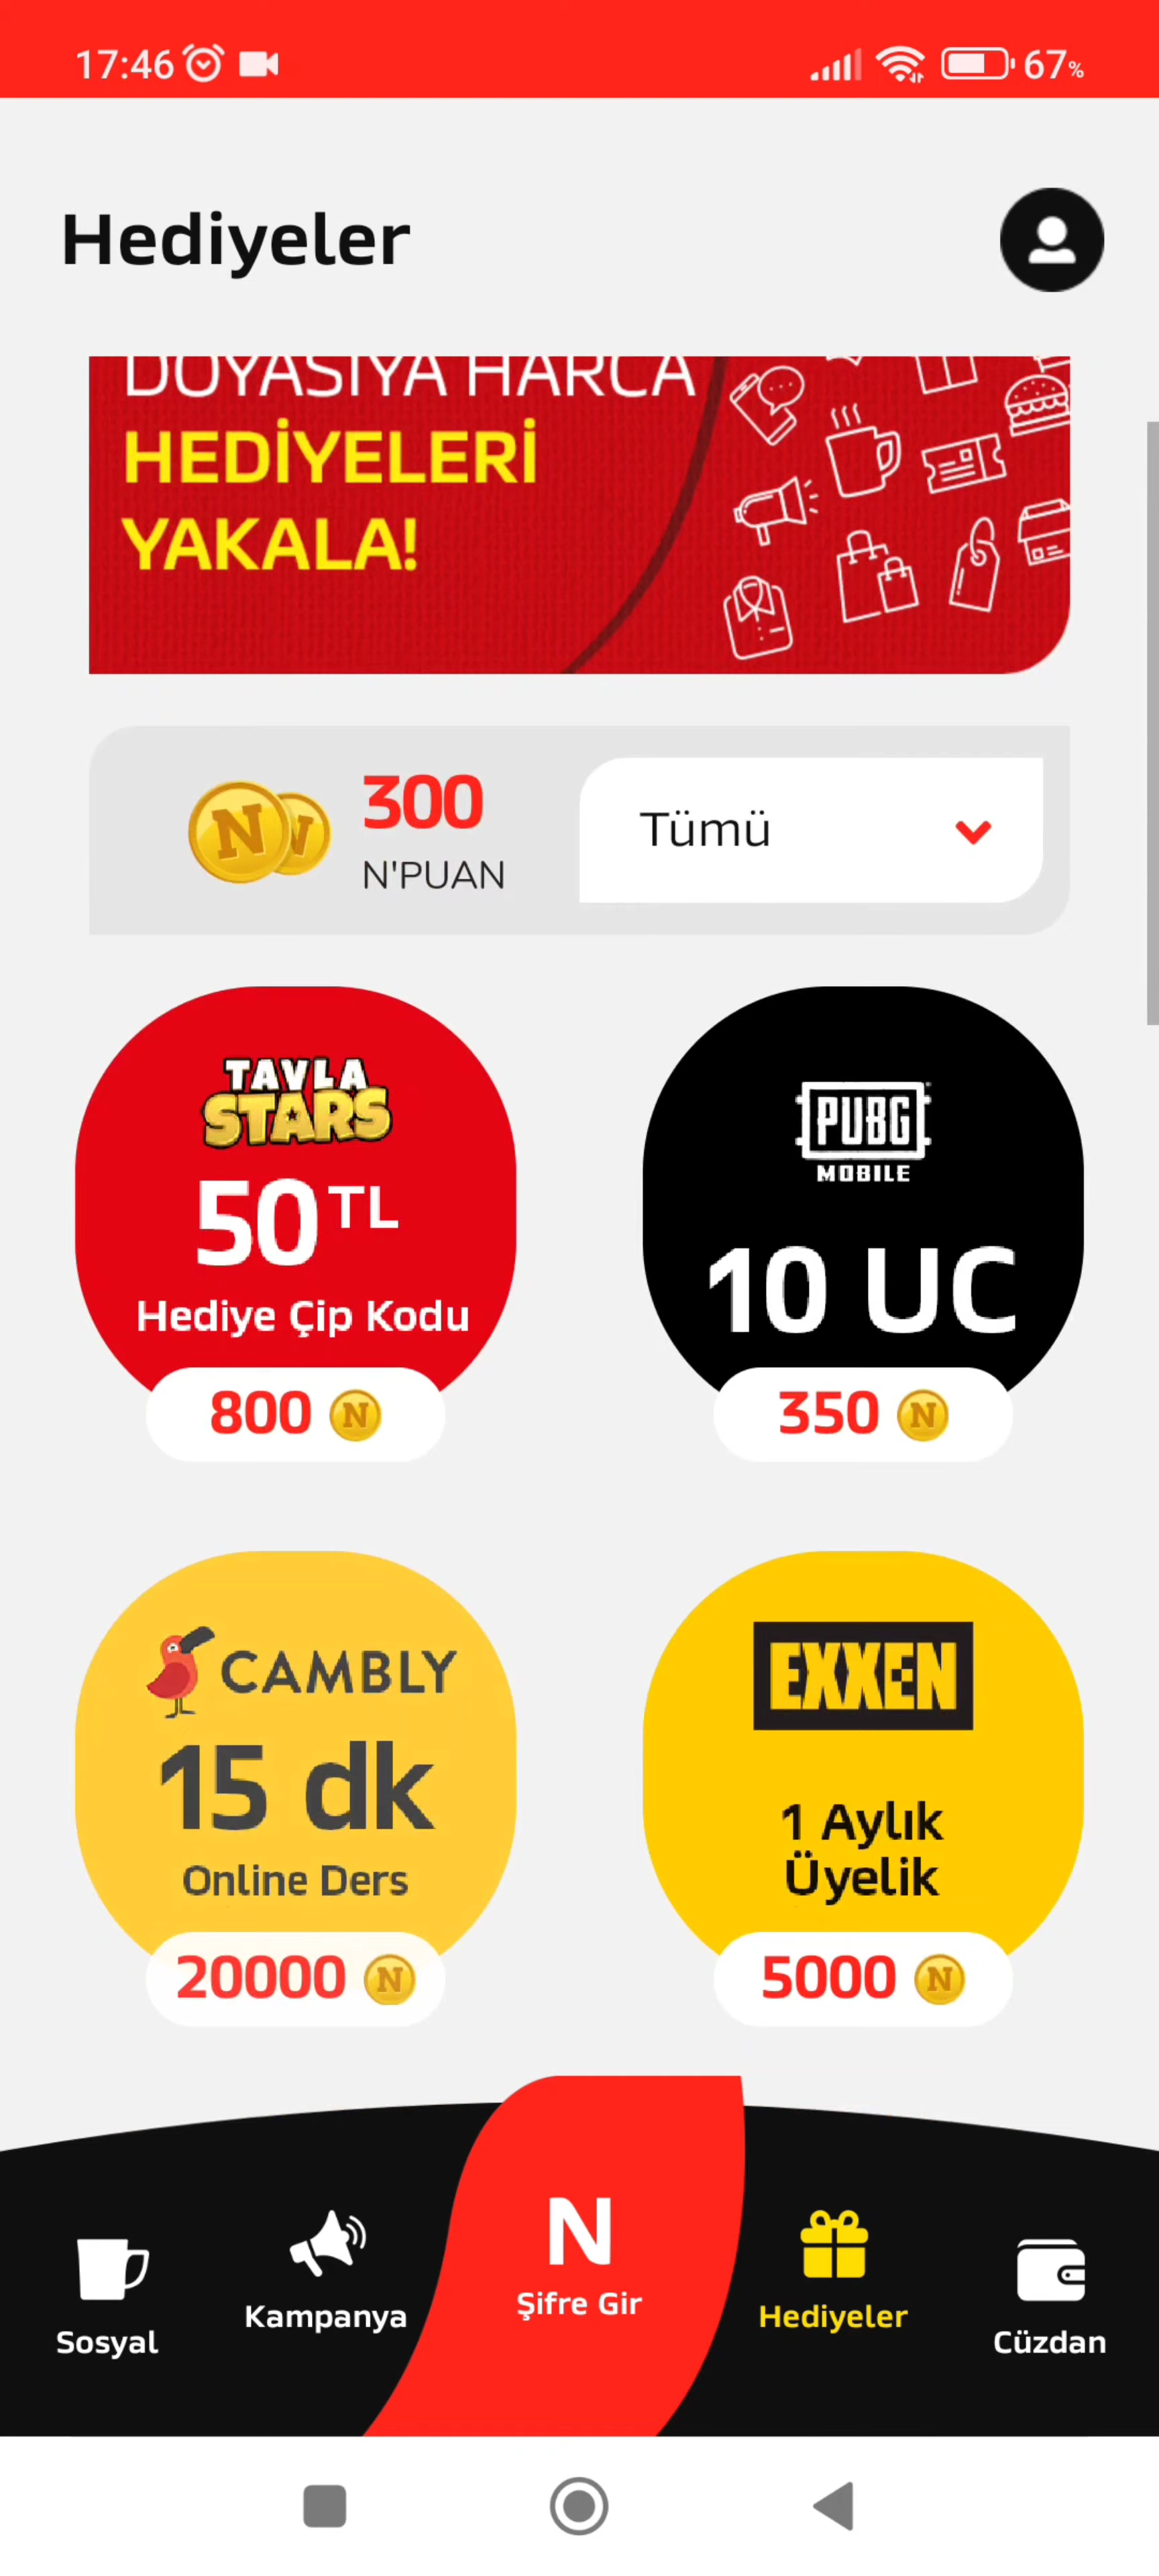 17:46
67%
Hediyeler
DOYASIYA HARCA
HEDİYELERİ
YAKALA!
300
N'PUAN
Tümü
TAVLA
STARS
50 TL
Hediye Çip Kodu
800 N
PUBG
MOBILE
10 UC
350 N
CAMBLY
15 dk
Online Ders
20000 N
EXXEN
1 Aylık
Üyelik
5000 N
Sosyal
Kampanya
N
Şifre Gir
Hediyeler
Cüzdan